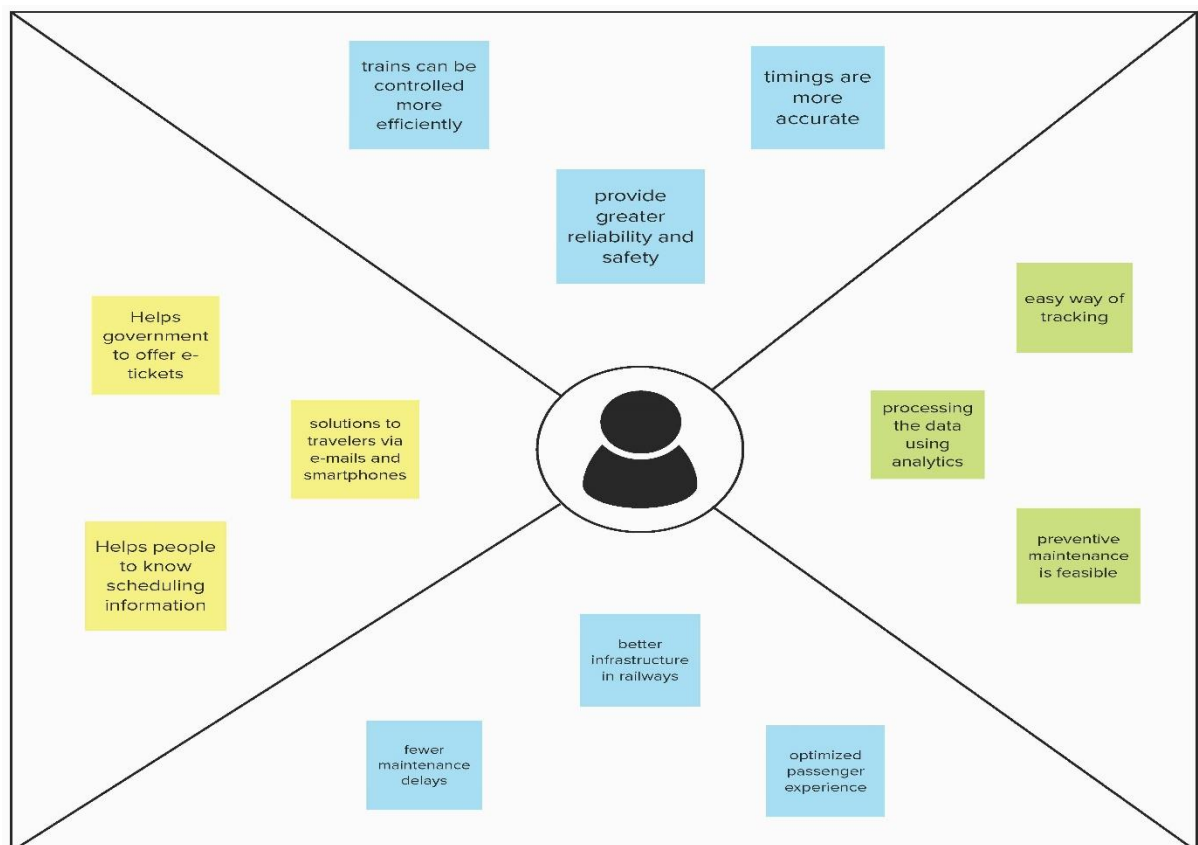 trains can be
controlled
more
efficiently
timings are
more
accurate
provide
greater
reliability and
safety
Helps
government
to offer e-
tickets
solutions to
travelers via
e-mails and
smartphones
Helps people
to know
scheduling
information
easy way of
tracking
processing
the data
using
analytics
preventive
maintenance
is feasible
better
infrastructure
in railways
fewer
maintenance
delays
optimized
passenger
experience